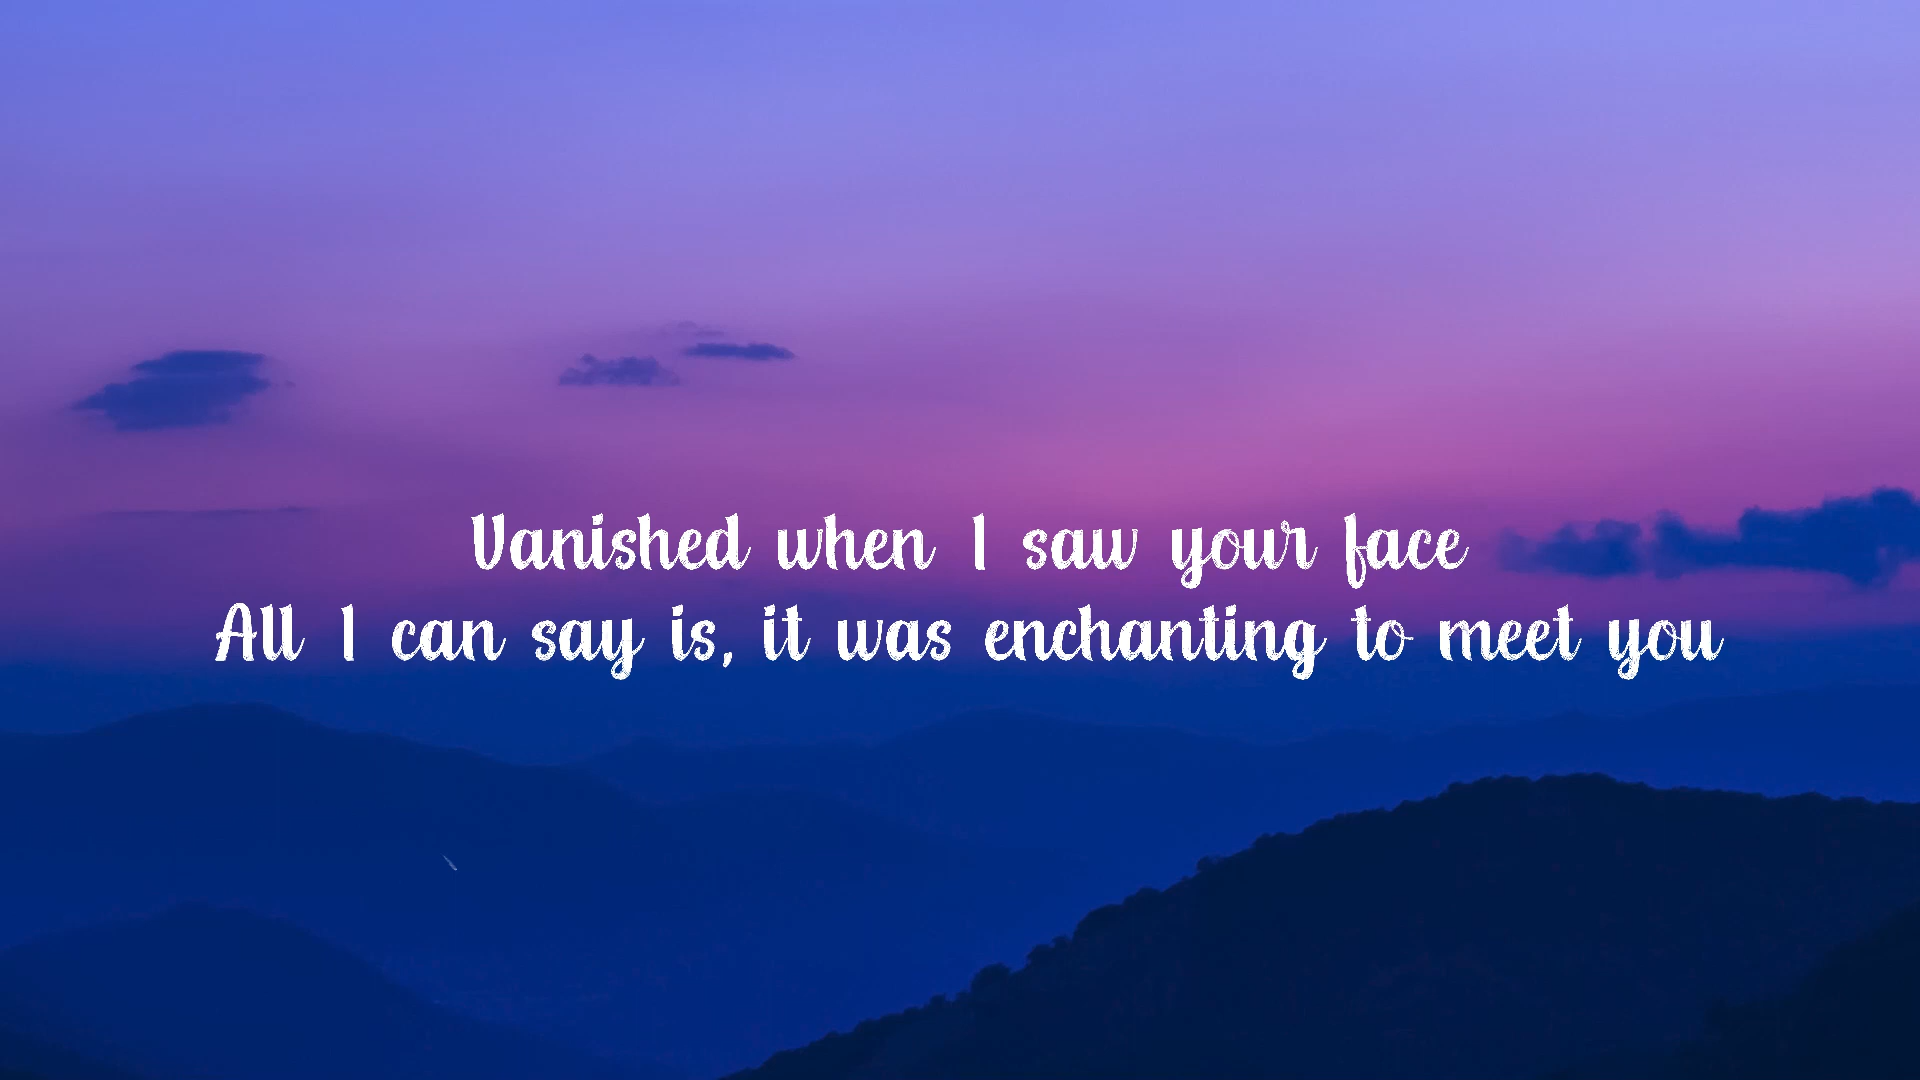 Vanished when I saw your face
All I can say is, it was enchanting to meet you